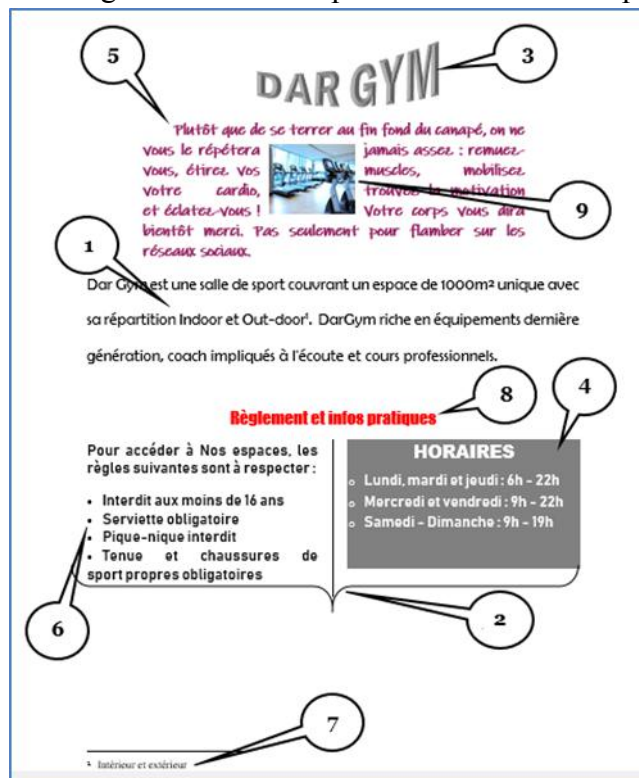 5
3
DAR GYM
Plutôt que de se terrer au fin fond du canapé, on ne
vous le répétera jamais assez : remuez-
vous, étirez vos muscles, mobilisez
votre cardio, trouvez la motivation
et éclatez-vous ! Votre corps vous dira
bientôt merci. Pas seulement pour flamber sur les
réseaux sociaux.
9
1
Dar Gym est une salle de sport couvrant un espace de 1000m² unique avec
sa répartition Indoor et Out-door¹. DarGym riche en équipements dernière
génération, coach impliqués à l'écoute et cours professionnels.
8
4
Règlement et infos pratiques
Pour accéder à Nos espaces, les
règles suivantes sont à respecter :
• Interdit aux moins de 16 ans
• Serviette obligatoire
• Pique-nique interdit
• Tenue et chaussures de
sport propres obligatoires
HORAIRES
o Lundi, mardi et jeudi : 6h - 22h
o Mercredi et vendredi : 9h - 22h
o Samedi - Dimanche : 9h - 19h
6
2
7
¹ Intérieur et extérieur